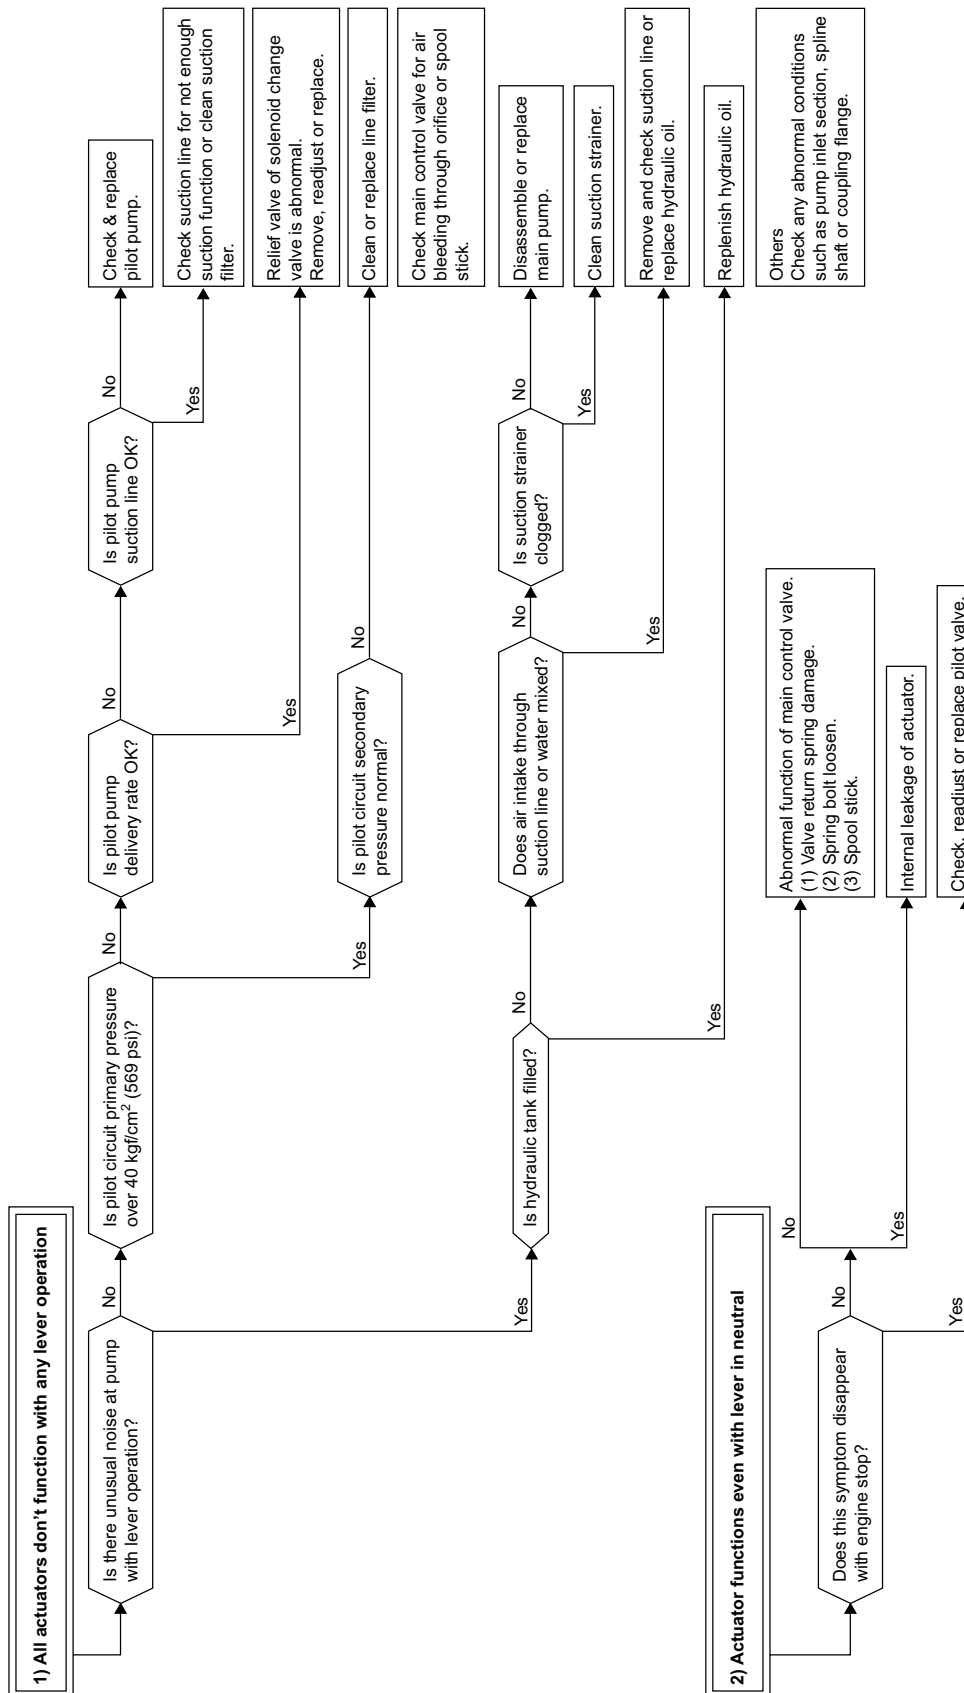 1) All actuators don't function with any lever operation
Is there unusual noise at pump
with lever operation?
No
Yes
Is pilot circuit primary pressure
over 40 kgf/cm² (569 psi)?
No
Yes
Is pilot pump
delivery rate OK?
No
Yes
Is pilot pump
suction line OK?
No
Yes
Check & replace
pilot pump.
Check suction line for not enough
suction function or clean suction
filter.
Relief valve of solenoid change
valve is abnormal.
Remove, readjust or replace.
Is pilot circuit secondary
pressure normal?
No
Clean or replace line filter.
Check main control valve for air
bleeding through orifice or spool
stick.
Is hydraulic tank filled?
No
Yes
Does air intake through
suction line or water mixed?
No
Yes
Is suction strainer
clogged?
No
Yes
Disassemble or replace
main pump.
Clean suction strainer.
Remove and check suction line or
replace hydraulic oil.
Replenish hydraulic oil.
Others
Check any abnormal conditions
such as pump inlet section, spline
shaft or coupling flange.
2) Actuator functions even with lever in neutral
Does this symptom disappear
with engine stop?
No
Yes
No
Yes
Abnormal function of main control valve.
(1) Valve return spring damage.
(2) Spring bolt loosen.
(3) Spool stick.
Internal leakage of actuator.
Check, readjust or replace pilot valve.